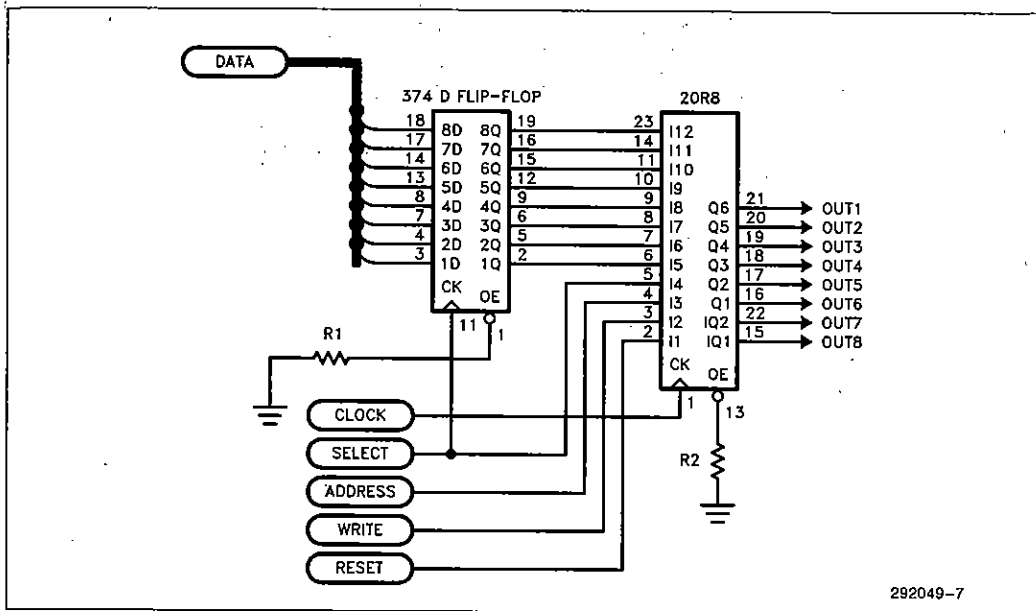 DATA
374 D FLIP-FLOP
20R8
18 8D 8Q 19
17 7D 7Q 16
14 6D 6Q 15
13 5D 5Q 12
8 4D 4Q 9
7 3D 3Q 6
4 2D 2Q 5
3 1D 1Q 2
CK OE
11 1
23 I12
14 I11
11 I10
10 I9
9 I8 Q6 21 OUT1
8 I7 Q5 20 OUT2
7 I6 Q4 19 OUT3
6 I5 Q3 18 OUT4
5 I4 Q2 17 OUT5
4 I3 Q1 16 OUT6
3 I2 IQ2 22 OUT7
2 I1 IQ1 15 OUT8
CK OE
1 13
R1
R2
CLOCK
SELECT
ADDRESS
WRITE
RESET
292049-7